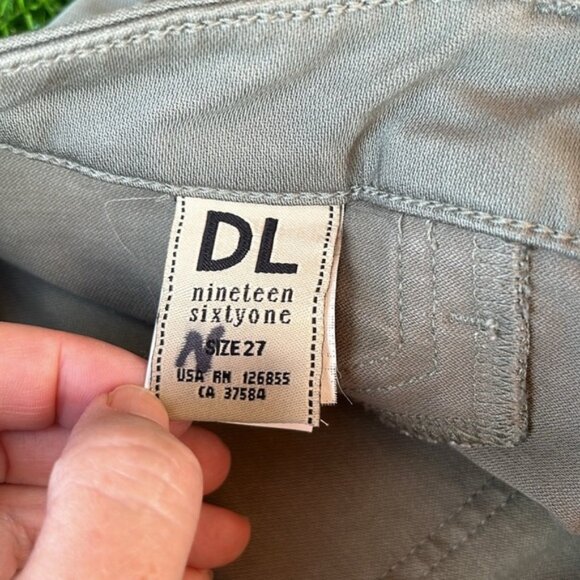 DL
nineteen
sixtyone
N SIZE 27
USA RN 126855
CA 37584